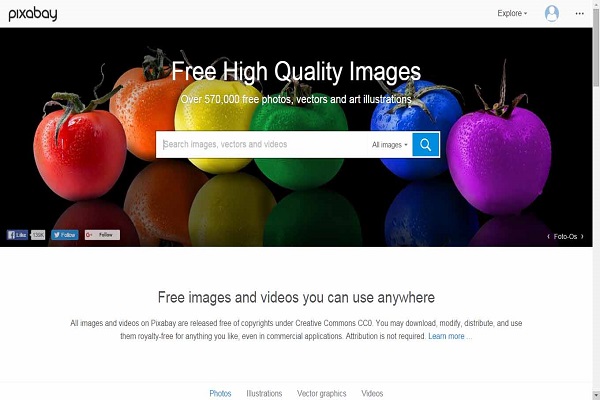 pixabay
Explore
Free High Quality Images
Over 570,000 free photos, vectors and art illustrations
Search images, vectors and videos
All images
Like
Follow
G+ Follow
Foto-Os
Free images and videos you can use anywhere
All images and videos on Pixabay are released free of copyrights under Creative Commons CC0. You may download, modify, distribute, and use
them royalty-free for anything you like, even in commercial applications. Attribution is not required. Learn more ...
Photos Illustrations Vector graphics Videos